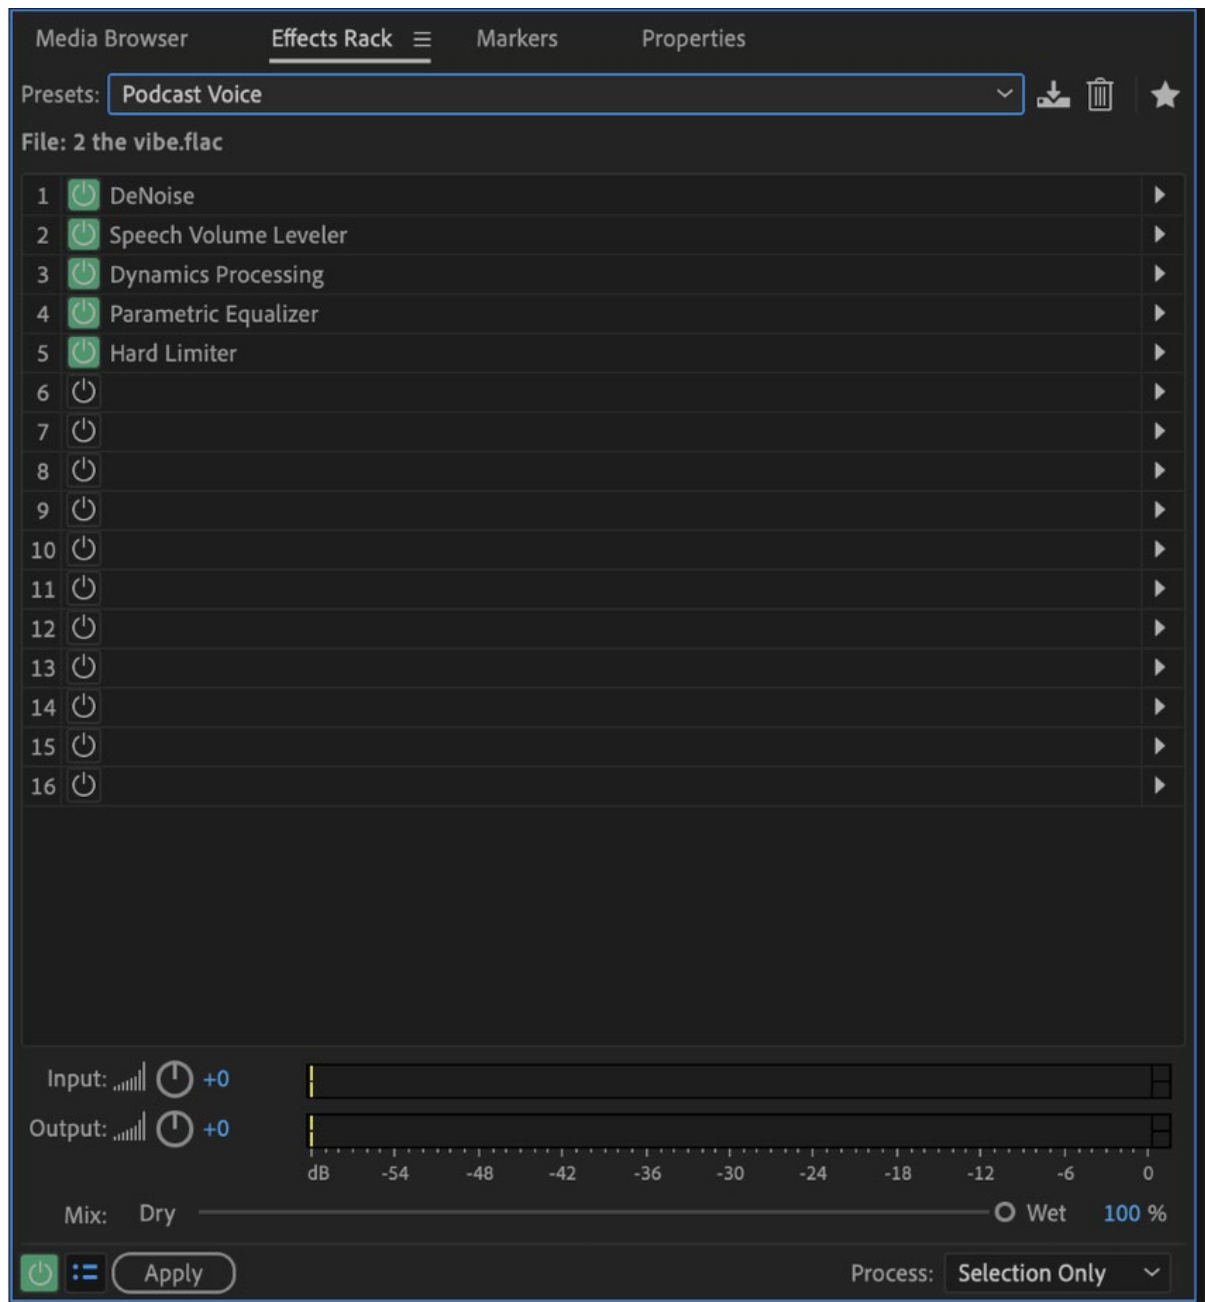 Media Browser Effects Rack Markers Properties
Presets: Podcast Voice
File: 2 the vibe.flac
1 DeNoise
2 Speech Volume Leveler
3 Dynamics Processing
4 Parametric Equalizer
5 Hard Limiter
6
7
8
9
10
11
12
13
14
15
16
Input: +0
Output: +0
dB -54 -48 -42 -36 -30 -24 -18 -12 -6 0
Mix: Dry Wet 100 %
Apply Process: Selection Only